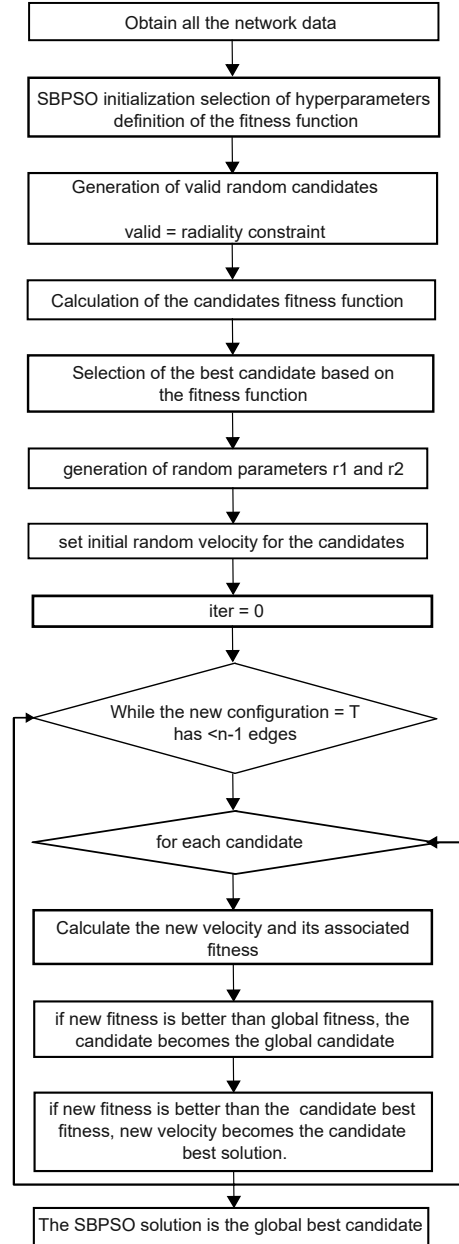 Obtain all the network data
SBPSO initialization selection of hyperparameters
definition of the fitness function
Generation of valid random candidates
valid = radiality constraint
Calculation of the candidates fitness function
Selection of the best candidate based on
the fitness function
generation of random parameters r1 and r2
set initial random velocity for the candidates
iter = 0
While the new configuration = T
has <n-1 edges
for each candidate
Calculate the new velocity and its associated
fitness
if new fitness is better than global fitness, the
candidate becomes the global candidate
if new fitness is better than the candidate best
fitness, new velocity becomes the candidate
best solution.
The SBPSO solution is the global best candidate